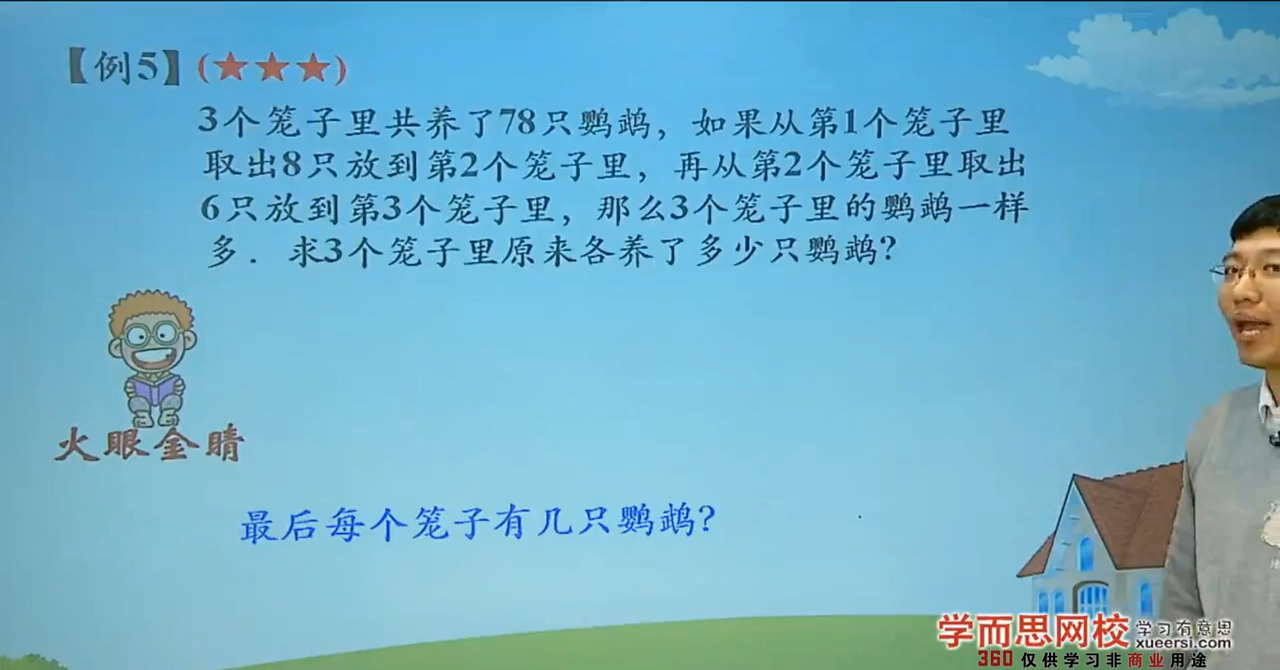 【例5】(★★★)
3个笼子里共养了78只鹦鹉，如果从第1个笼子里
取出8只放到第2个笼子里，再从第2个笼子里取出
6只放到第3个笼子里，那么3个笼子里的鹦鹉一样
多．求3个笼子里原来各养了多少只鹦鹉?
火眼金睛
最后每个笼子有几只鹦鹉?
学而思网校 学习有意思
xueersi.com
360 仅供学习非商业用途